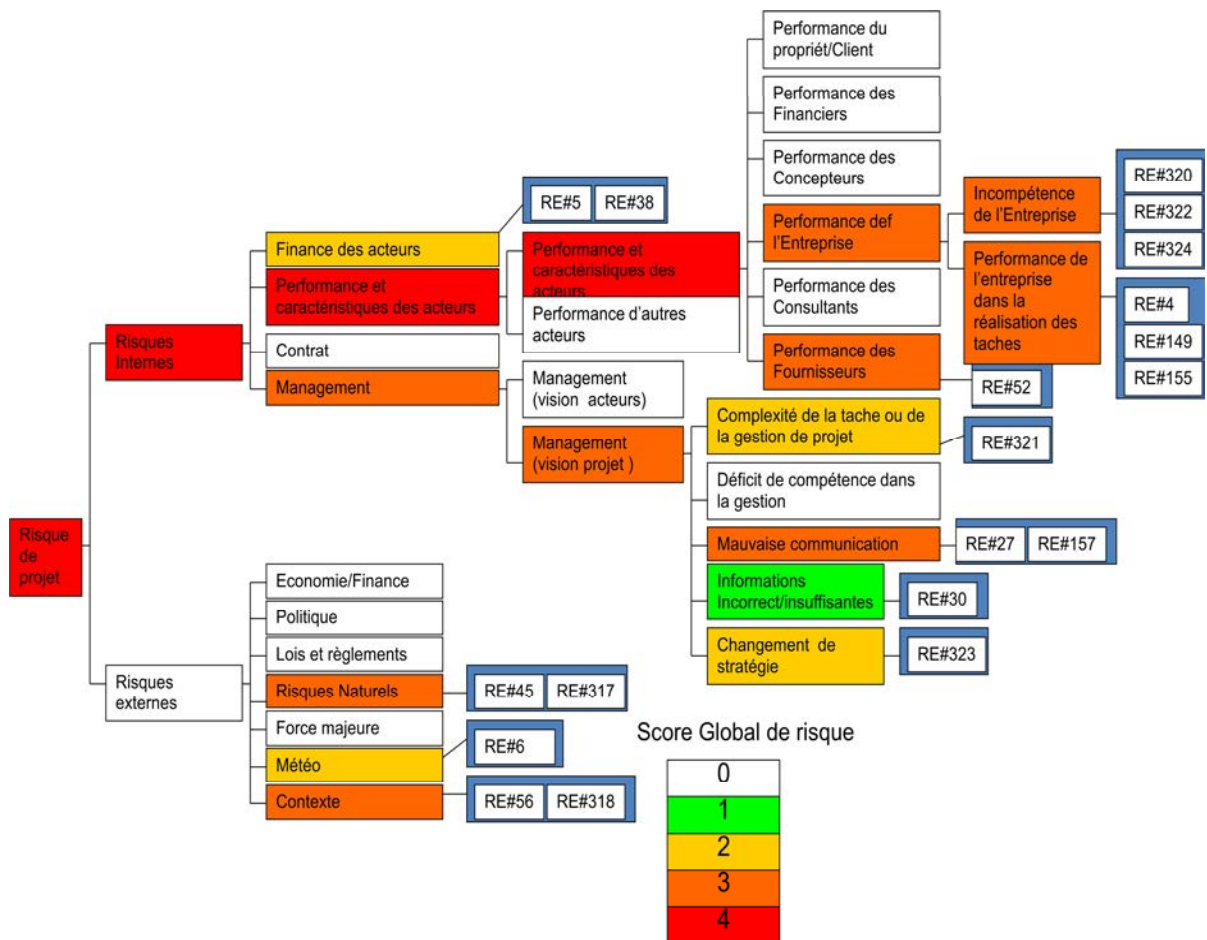 Performance du
propriét/Client
Performance des
Financiers
Performance des
Concepteurs
Performance def
l'Entreprise
Performance des
Consultants
Performance des
Fournisseurs
Incompétence
de l'Entreprise
Performance de
l'entreprise
dans la
réalisation des
taches
RE#320
RE#322
RE#324
RE#4
RE#149
RE#155
RE#52
RE#5
RE#38
Finance des acteurs
Performance et
caractéristiques des acteurs
Performance et
caractéristiques des
acteurs
Performance d'autres
acteurs
Risques
Internes
Contrat
Management
Management
(vision acteurs)
Management
(vision projet )
Complexité de la tache ou de
la gestion de projet
RE#321
Déficit de compétence dans
la gestion
Mauvaise communication
RE#27
RE#157
Informations
Incorrect/insuffisantes
RE#30
Changement de
stratégie
RE#323
Risque
de
projet
Risques
externes
Economie/Finance
Politique
Lois et règlements
Risques Naturels
RE#45
RE#317
Force majeure
Météo
RE#6
Contexte
RE#56
RE#318
Score Global de risque
0
1
2
3
4